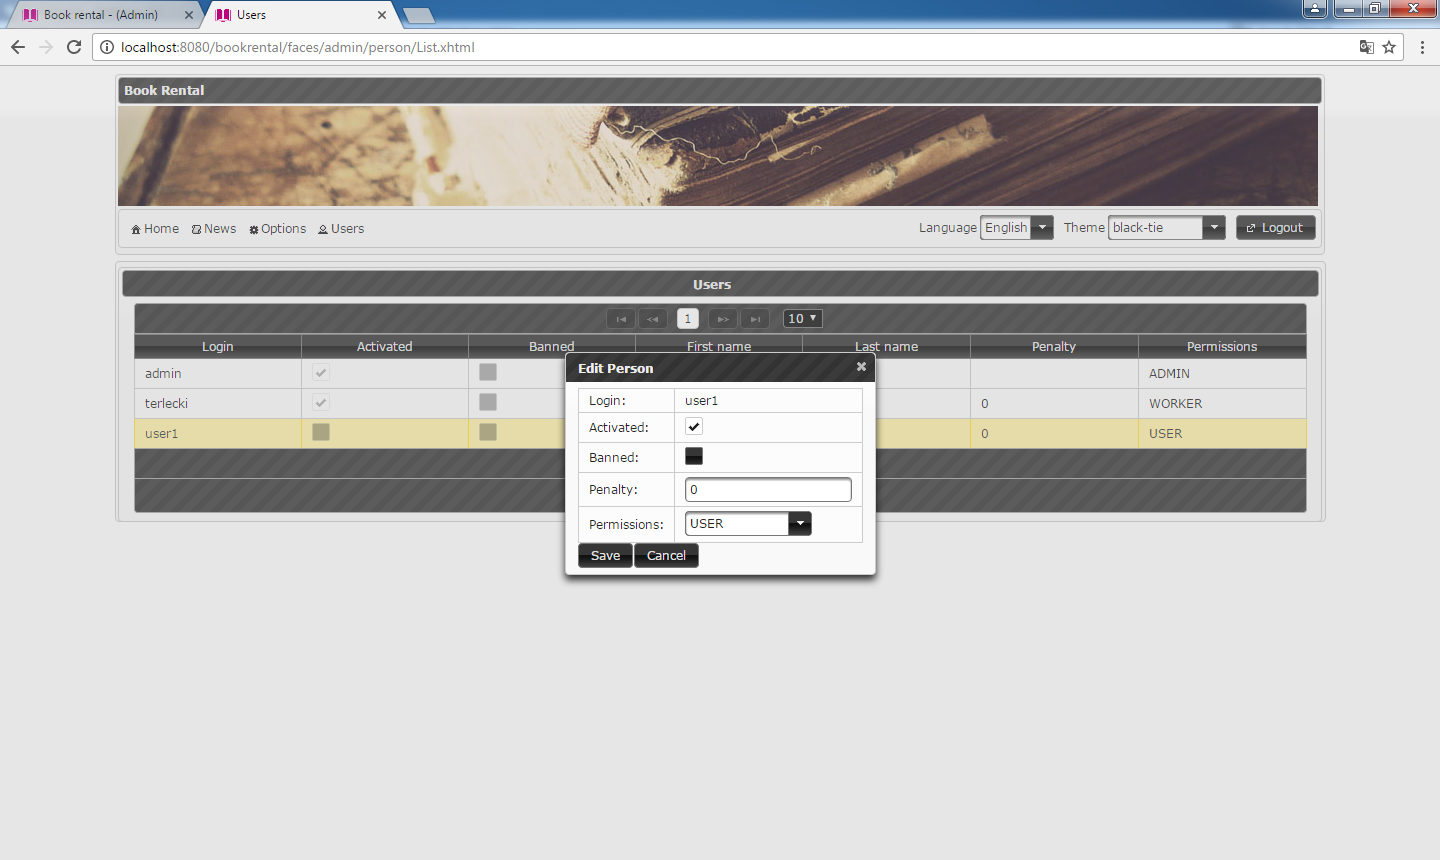 Book rental - (Admin)
Users
localhost:8080/bookrental/faces/admin/person/List.xhtml
Book Rental
Home News Options Users Language English Theme black-tie Logout
Users
1 10
Login Activated Banned First name Last name Penalty Permissions
admin ADMIN
terlecki 0 WORKER
user1 0 USER
Edit Person
Login: user1
Activated:
Banned:
Penalty: 0
Permissions: USER
Save Cancel